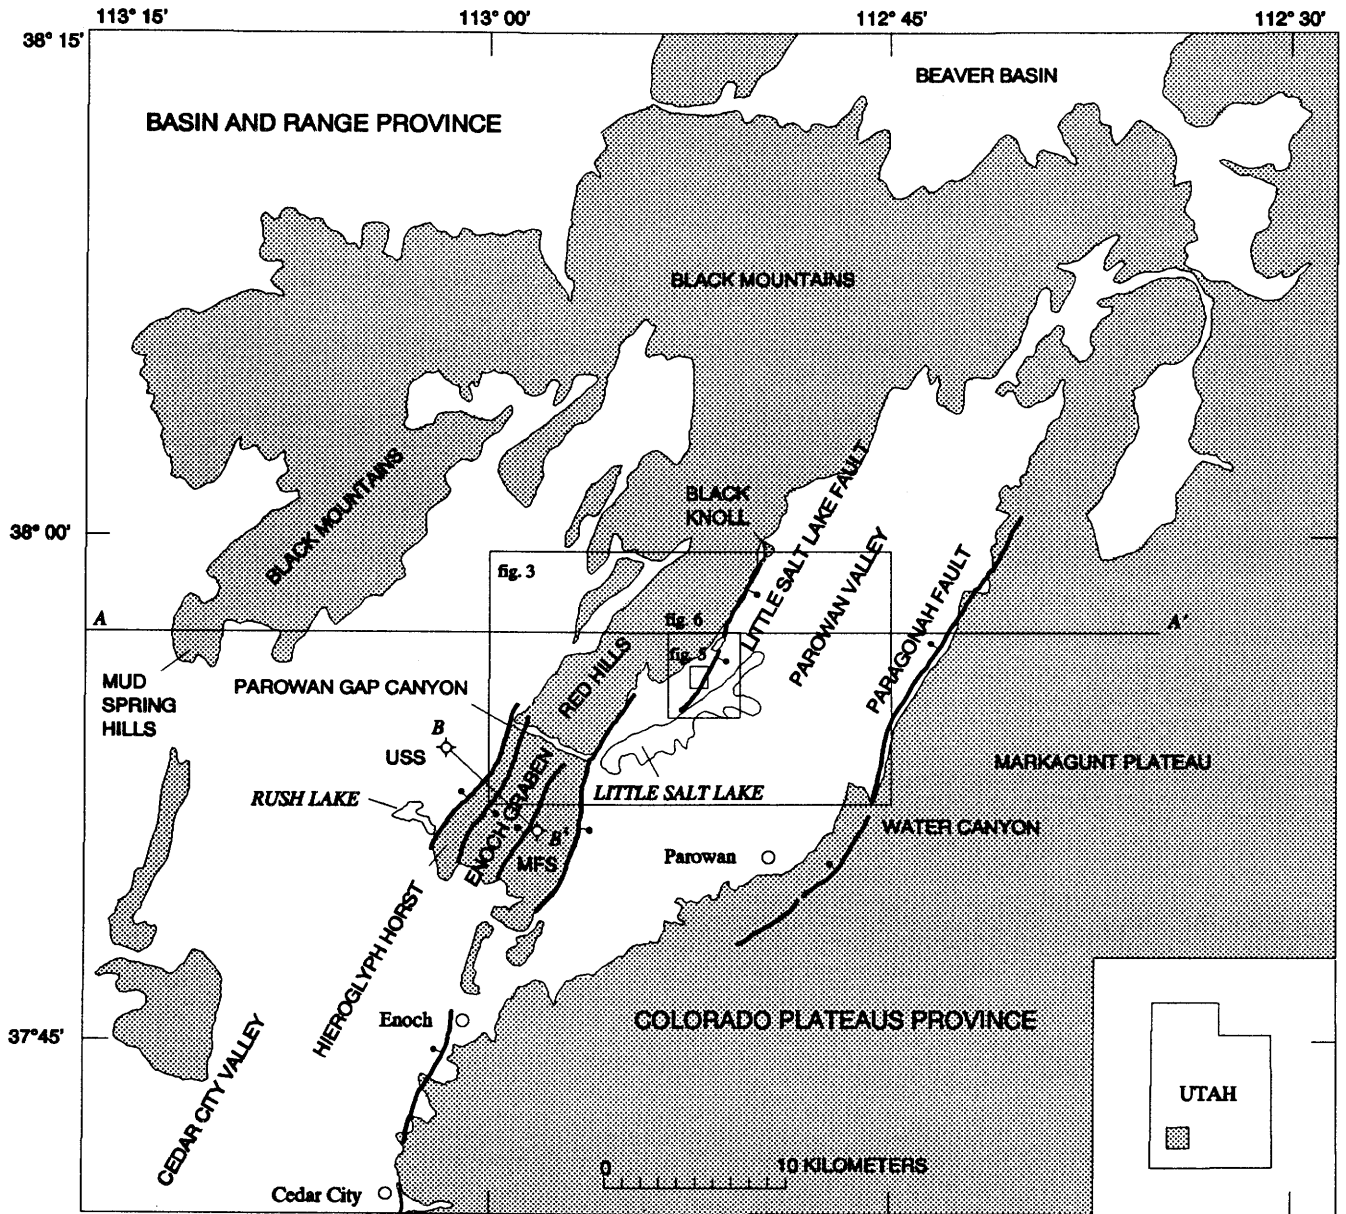 113° 15'
113° 00'
112° 45'
112° 30'
38° 15'
BEAVER BASIN
BASIN AND RANGE PROVINCE
BLACK MOUNTAINS
BLACK MOUNTAINS
BLACK
KNOLL
LITTLE SALT LAKE FAULT
38° 00'
PAROWAN VALLEY
PARAGONAH FAULT
fig. 3
A
fig. 6
A'
fig. 5
RED HILLS
MUD
SPRING
HILLS
PAROWAN GAP CANYON
B
USS
MARKAGUNT PLATEAU
RUSH LAKE
ENOCH GRABEN
LITTLE SALT LAKE
B'
WATER CANYON
MFS
Parowan
HIEROGLYPH HORST
Enoch
COLORADO PLATEAUS PROVINCE
37°45'
CEDAR CITY VALLEY
UTAH
0
10 KILOMETERS
Cedar City